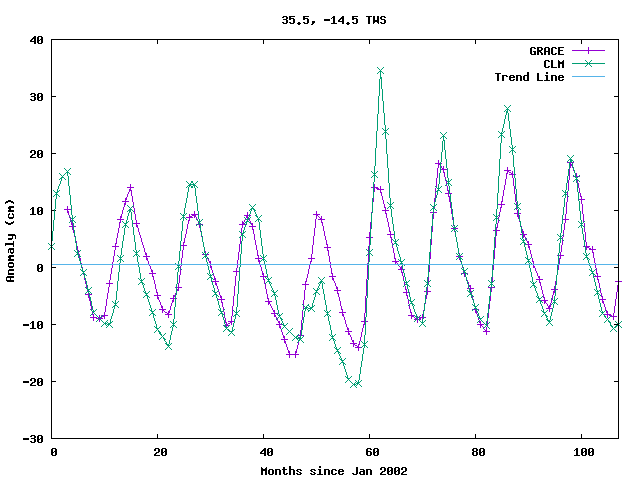 35.5, -14.5 TWS
GRACE
CLM
Trend Line
40
30
20
10
0
-10
-20
-30
Anomaly (cm)
0 20 40 60 80 100
Months since Jan 2002